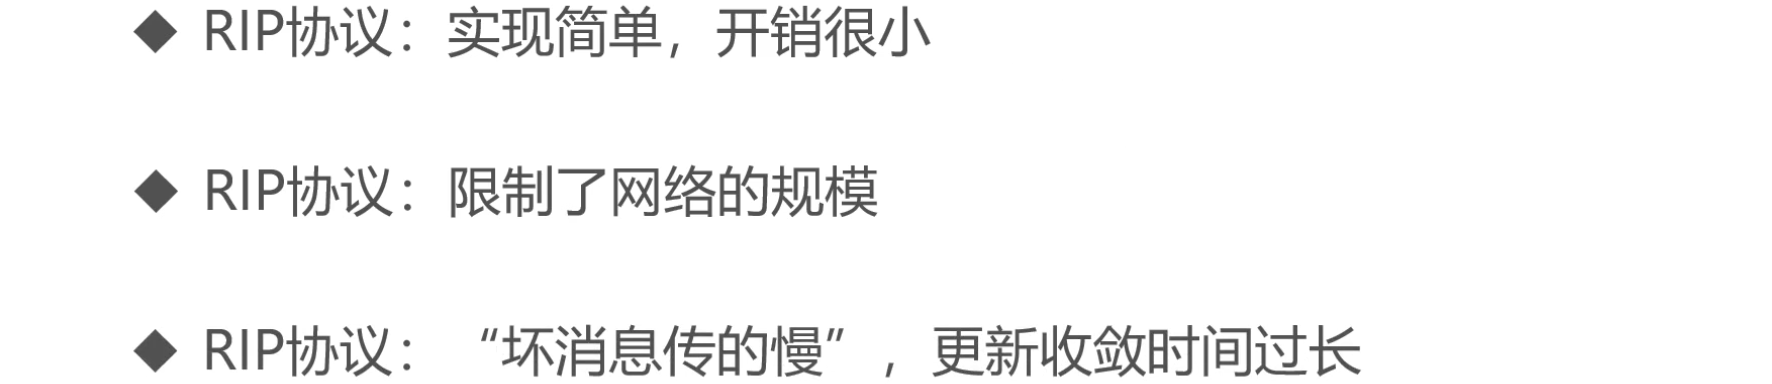 ◆ RIP协议：实现简单，开销很小
◆ RIP协议：限制了网络的规模
◆ RIP协议：“坏消息传的慢”，更新收敛时间过长